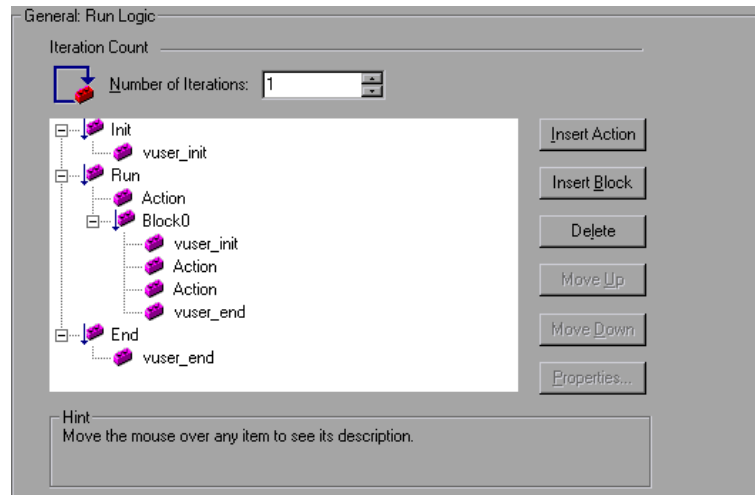 General: Run Logic
Iteration Count
Number of Iterations: 1
Init
vuser_init
Run
Action
Block0
vuser_init
Action
Action
vuser_end
End
vuser_end
Insert Action
Insert Block
Delete
Move Up
Move Down
Properties...
Hint
Move the mouse over any item to see its description.